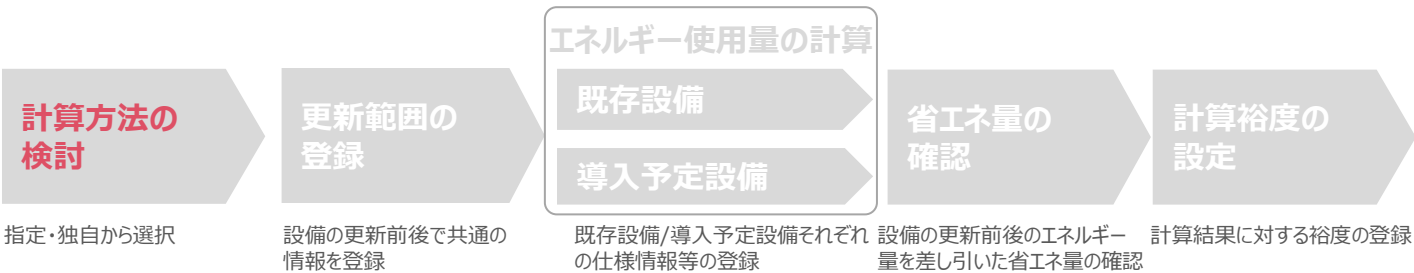 計算方法の
検討
指定・独自から選択
更新範囲の
登録
設備の更新前後で共通の
情報を登録
エネルギー使用量の計算
既存設備
導入予定設備
既存設備/導入予定設備それぞれ
の仕様情報等の登録
省エネ量の
確認
設備の更新前後のエネルギー
量を差し引いた省エネ量の確認
計算裕度の
設定
計算結果に対する裕度の登録